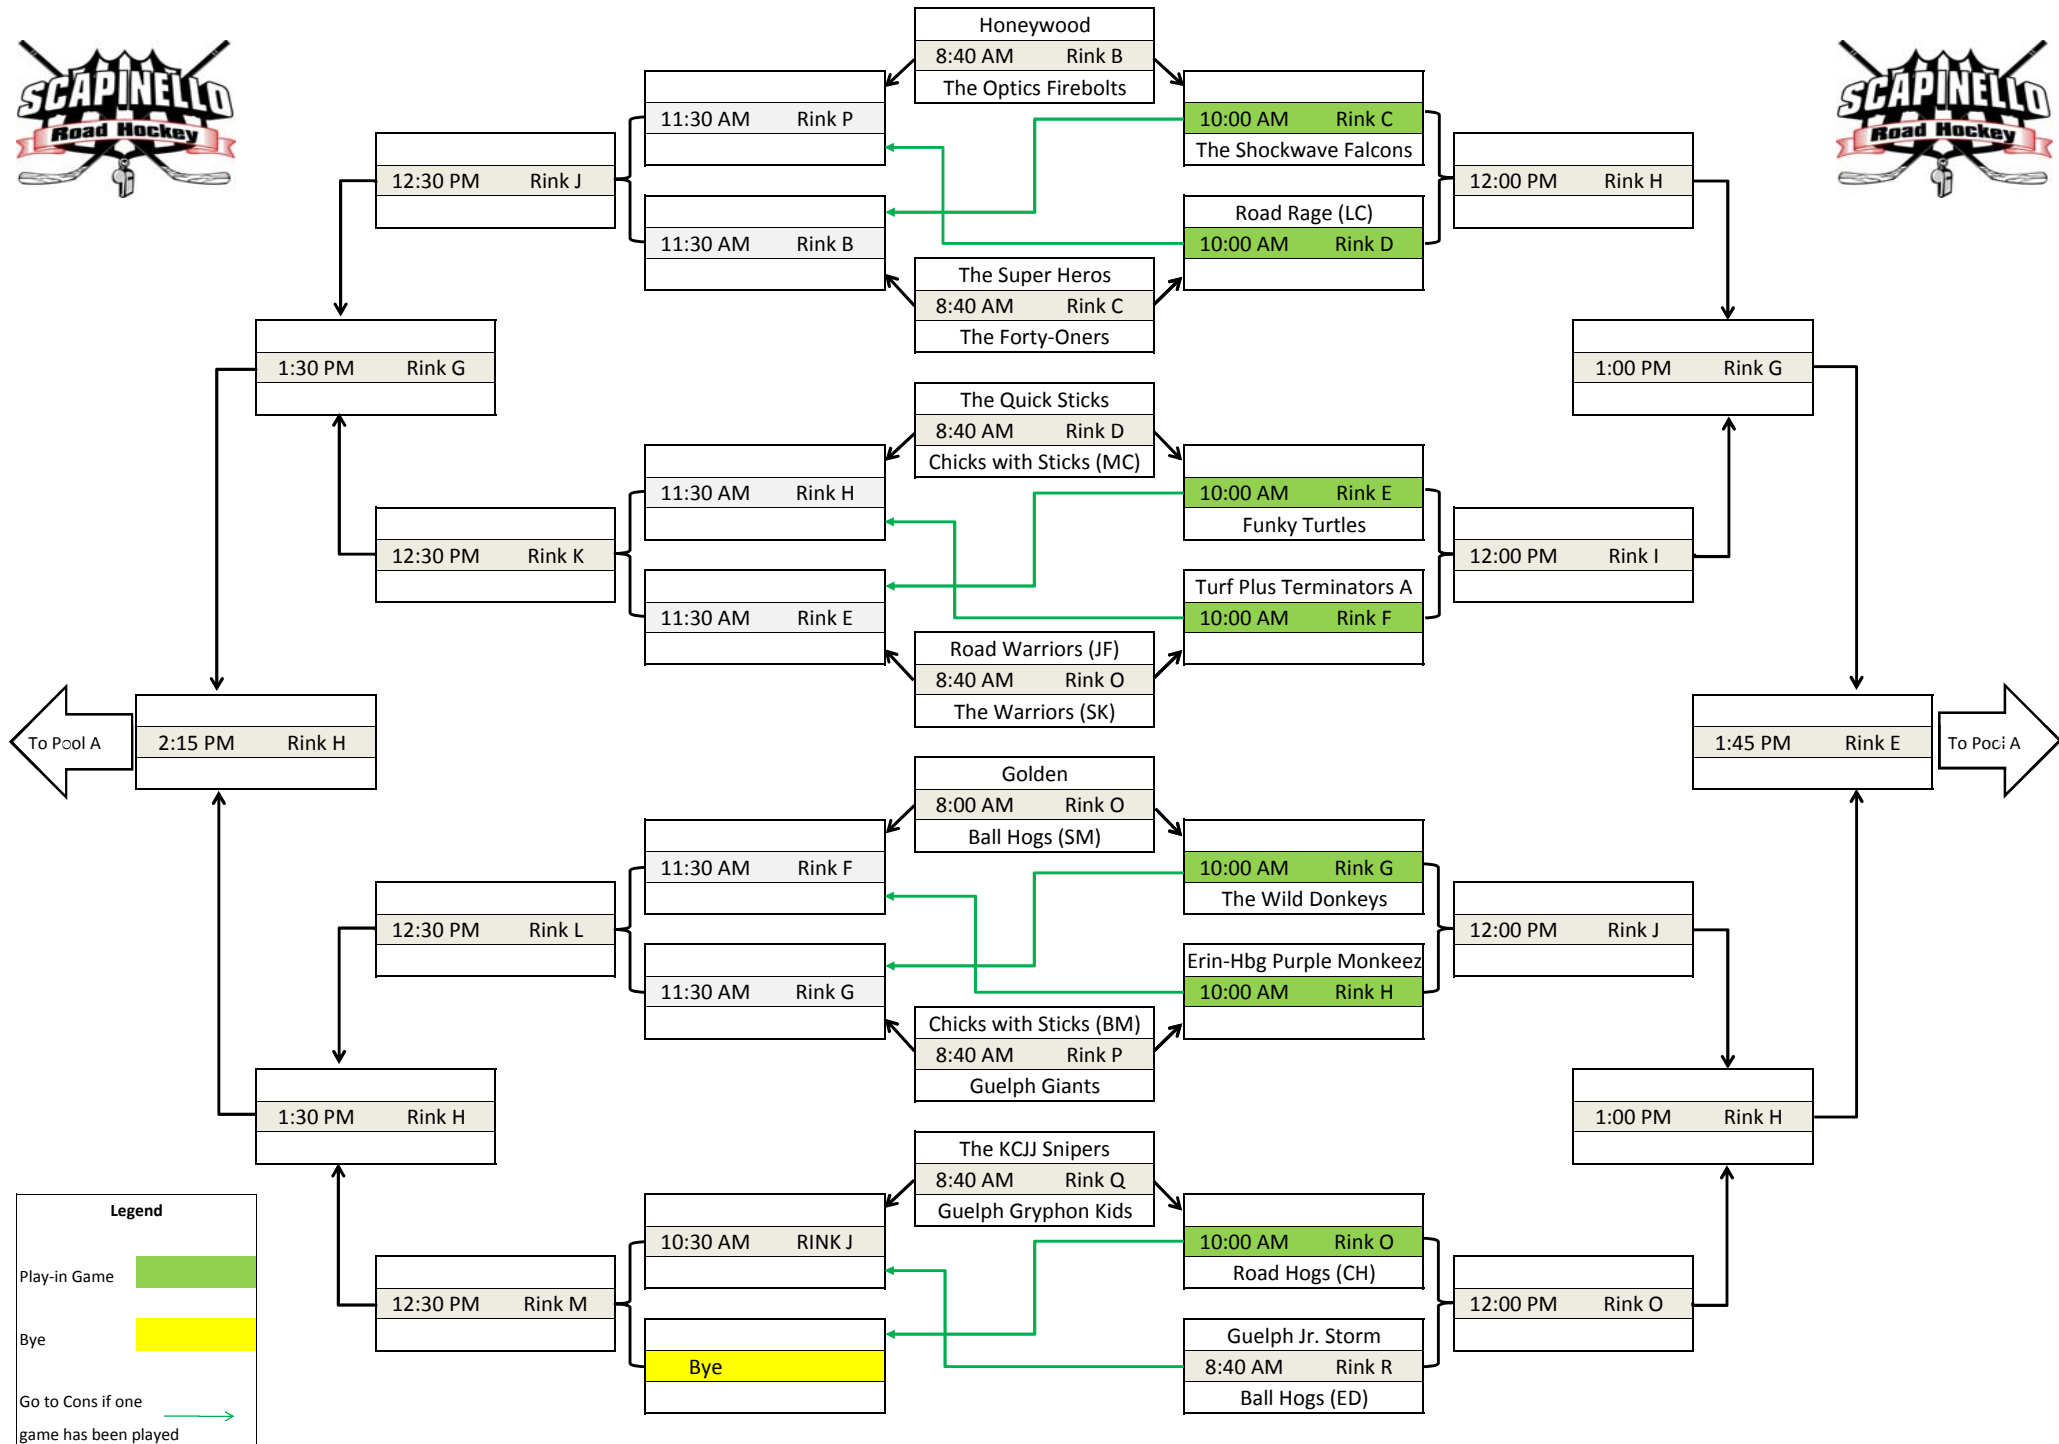 SCAPINELLO
Road Hockey
SCAPINELLO
Road Hockey
Honeywood
8:40 AM Rink B
The Optics Firebolts
11:30 AM Rink P
10:00 AM Rink C
The Shockwave Falcons
12:30 PM Rink J
12:00 PM Rink H
Road Rage (LC)
11:30 AM Rink B
10:00 AM Rink D
The Super Heros
8:40 AM Rink C
The Forty-Oners
1:30 PM Rink G
1:00 PM Rink G
The Quick Sticks
8:40 AM Rink D
Chicks with Sticks (MC)
11:30 AM Rink H
10:00 AM Rink E
Funky Turtles
12:30 PM Rink K
12:00 PM Rink I
Turf Plus Terminators A
11:30 AM Rink E
10:00 AM Rink F
Road Warriors (JF)
8:40 AM Rink O
The Warriors (SK)
To Pool A
2:15 PM Rink H
1:45 PM Rink E
To Pool A
Golden
8:00 AM Rink O
Ball Hogs (SM)
11:30 AM Rink F
10:00 AM Rink G
The Wild Donkeys
12:30 PM Rink L
12:00 PM Rink J
Erin-Hbg Purple Monkeez
11:30 AM Rink G
10:00 AM Rink H
Chicks with Sticks (BM)
8:40 AM Rink P
Guelph Giants
1:30 PM Rink H
1:00 PM Rink H
The KCJJ Snipers
8:40 AM Rink Q
Guelph Gryphon Kids
10:30 AM RINK J
10:00 AM Rink O
Road Hogs (CH)
12:30 PM Rink M
12:00 PM Rink O
Guelph Jr. Storm
Bye
8:40 AM Rink R
Ball Hogs (ED)
Legend
Play-in Game
Bye
Go to Cons if one
game has been played